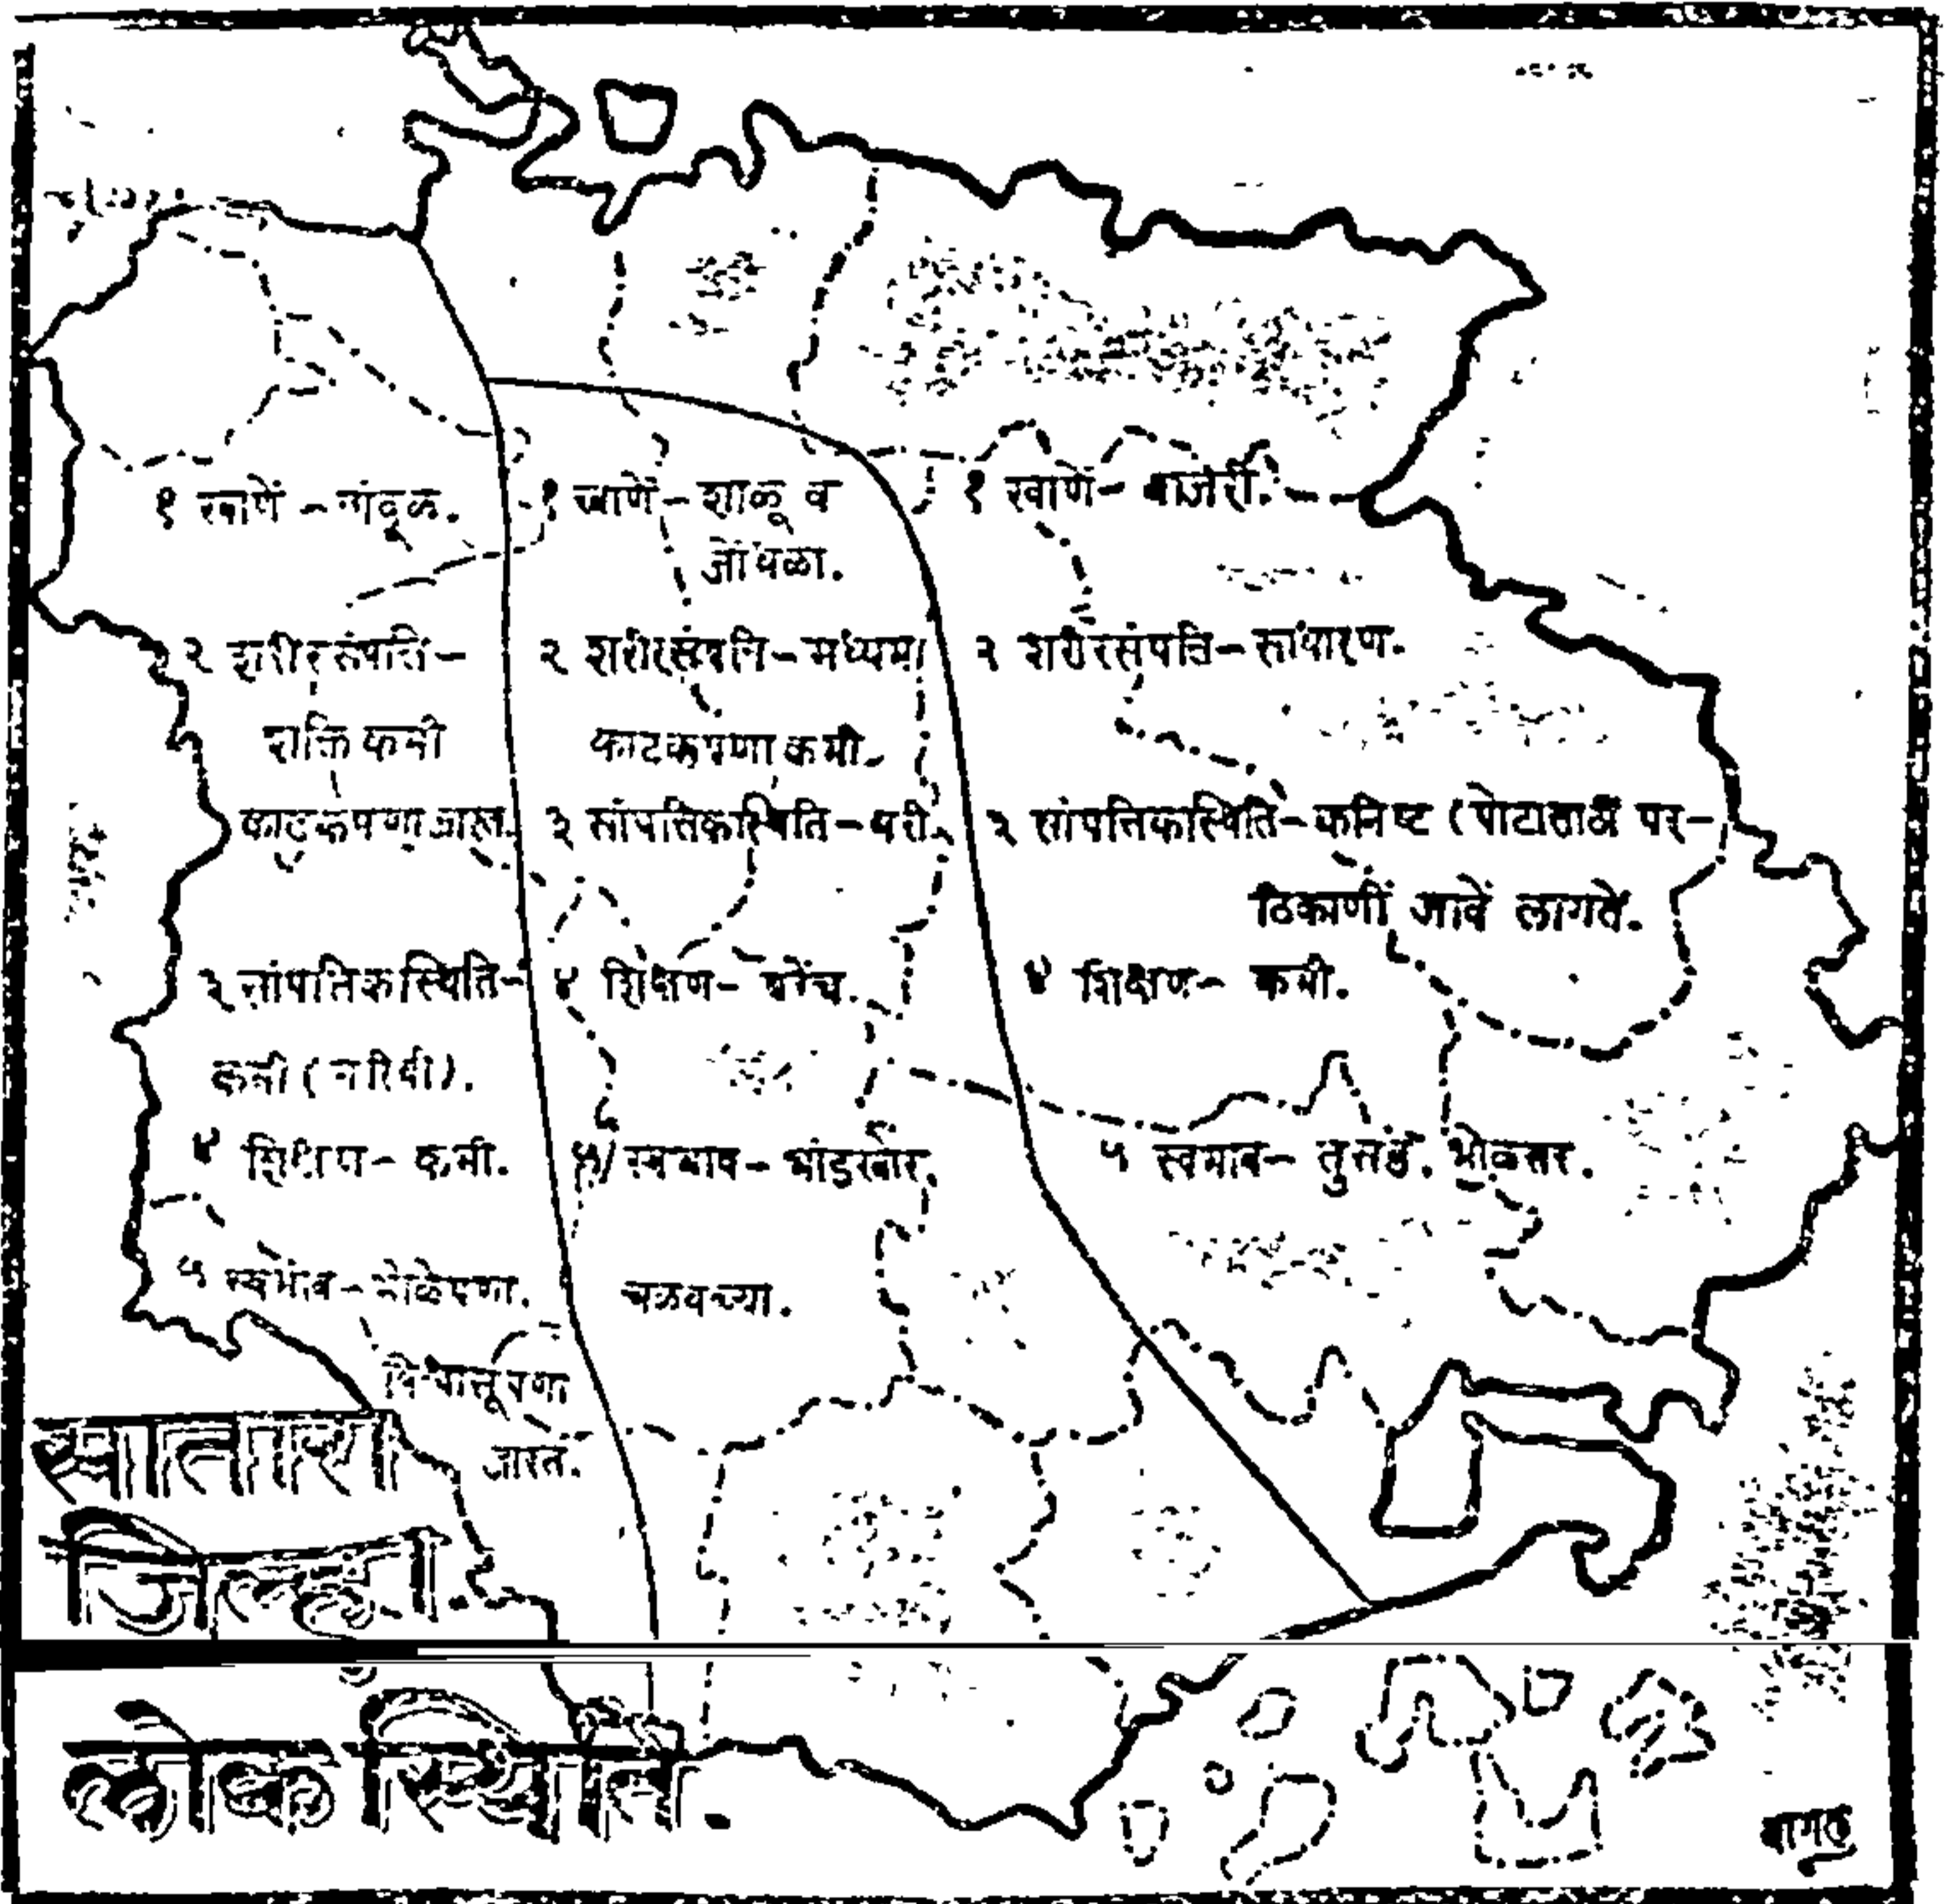 १ खाणें - तांदूळ.
२ शरीरसंपत्ति -
शक्ति कमी
काटकपणा जास्त.
३ सांपत्तिकस्थिति -
कमी ( गरिबी ).
४ शिक्षण - कमी.
५ स्वभाव - भोळेपणा.
विश्वासूपणा
जास्त.
१ खाणें - शाळू व
जोंधळा.
२ शरीरसंपत्ति - मध्यम
काटकपणा कमी.
३ सांपत्तिकस्थिति - बरी.
४ शिक्षण - बरेंच.
५ स्वभाव - भांडखोर.
चळवळ्या.
१ खाणें - बाजरी.
२ शरीरसंपत्ति - साधारण.
३ सांपत्तिकस्थिति - कनिष्ट ( पोटासाठीं पर-
ठिकाणीं जावें लागतें.
४ शिक्षण - कमी.
५ स्वभाव - तुसडे. भोळसर.
सातारा
जिल्हा.
लोक स्थिति.
बागल